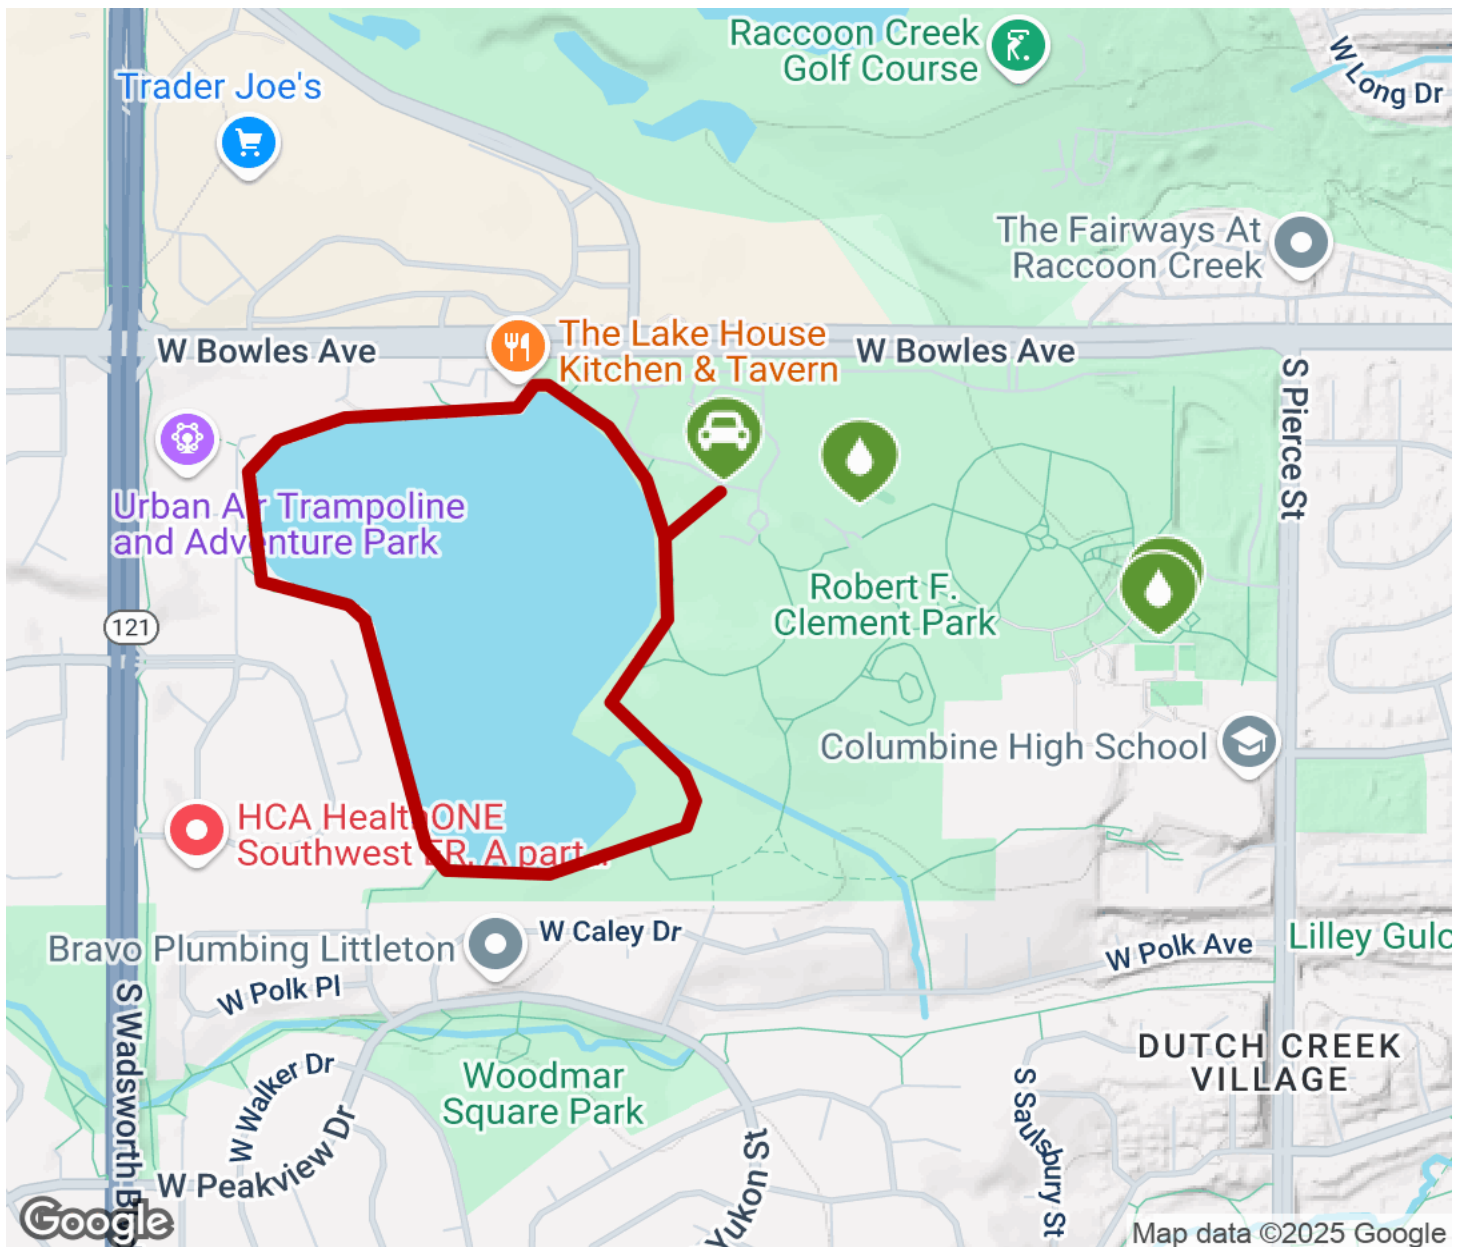 Raccoon Creek
Golf Course
W Long Dr
Trader Joe's
The Fairways At
Raccoon Creek
The Lake House
Kitchen & Tavern
W Bowles Ave
W Bowles Ave
S Pierce St
Urban Air Trampoline
and Adventure Park
Robert F.
Clement Park
121
Columbine High School
HCA HealthONE
Southwest ER, A part...
W Caley Dr
Bravo Plumbing Littleton
W Polk Ave
Lilley Gulc
W Polk Pl
S Wadsworth Blv
DUTCH CREEK
VILLAGE
W Walker Dr
Woodmar
Square Park
S Saulsbury St
W Peakview Dr
Yukon St
Google
Map data ©2025 Google